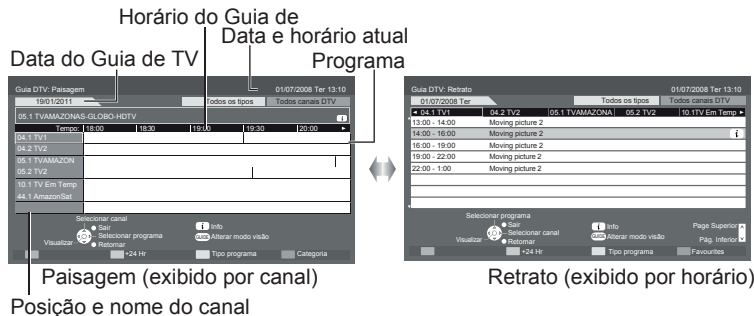 Horário do Guia de
Data e horário atual
Data do Guia de TV
Programa
Guia DTV: Paisagem
01/07/2008 Ter 13:10
19/01/2011
Todos os tipos
Todos canais DTV
05.1 TVAMAZONAS-GLOBO-HDTV
i
Tempo: 18:00 1830 19:00 19:30 20:00
04.1 TV1
04.2 TV2
05.1 TVAMAZON
05.2 TV2
10.1 TV Em Temp
44.1 AmazonSat
Selecionar canal
Sair
Selecionar programa
Visualizar
Retornar
i Info
GUIDE Alterar modo visão
+24 Hr
Tipo programa
Categoria
Paisagem (exibido por canal)
Posição e nome do canal
Guia DTV: Retrato
01/07/2008 Ter 13:10
01/07/2008 Ter
Todos os tipos
Todos canais DTV
04.1 TV1 04.2 TV2 05.1TVAMAZONA 05.2 TV2 10.1TV Em Temp
13:00 - 14:00 Moving picture 2
14:00 - 16:00 Moving picture 2 i
16:00 - 19:00 Moving picture 2
19:00 - 22:00 Moving picture 2
22:00 - 1:00 Moving picture 2
Selecionar programa
Sair
Selecionar canal
Visualizar
Retornar
i Info
GUIDE Alterar modo visão
Page Superior
Pág. Inferior
+24 Hr
Tipo programa
Favourites
Retrato (exibido por horário)